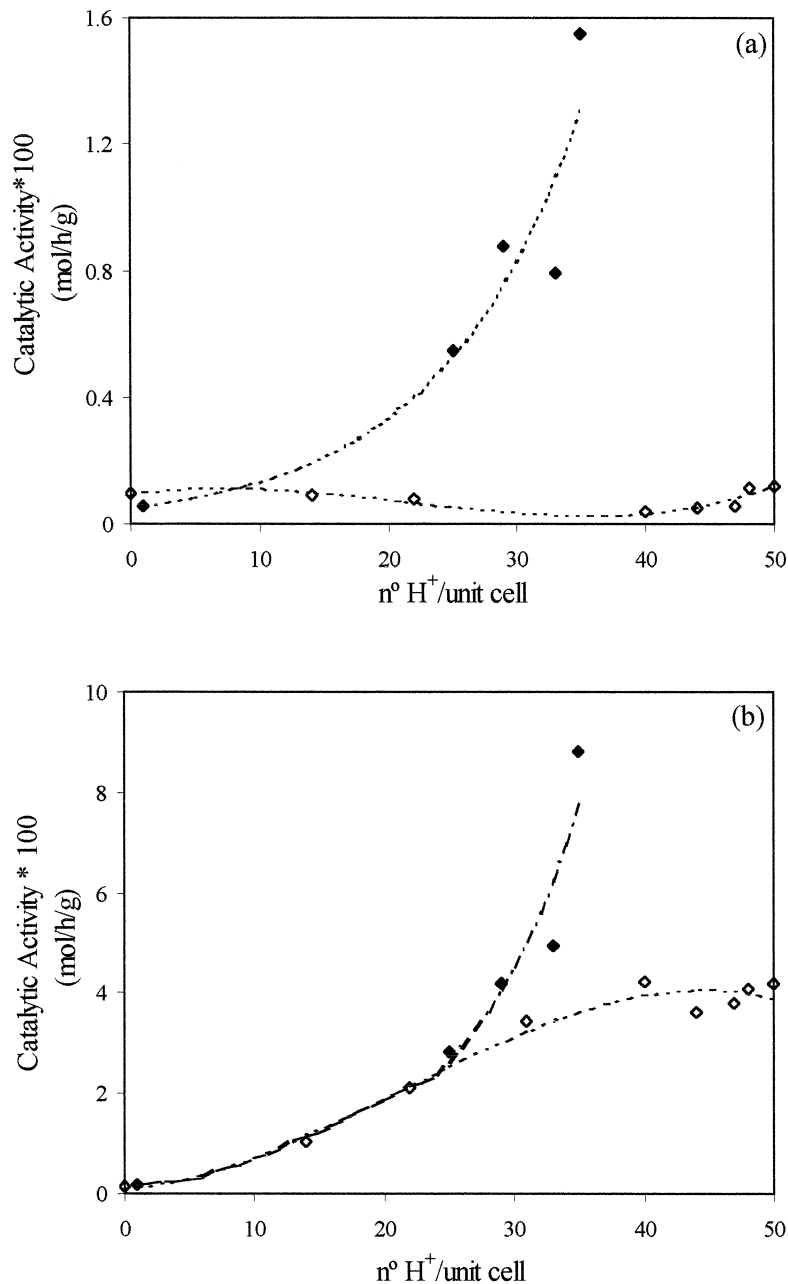 (a)
1.6
1.2
0.8
0.4
0
Catalytic Activity*100
(mol/h/g)
0 10 20 30 40 50
nº H⁺/unit cell
(b)
10
8
6
4
2
0
Catalytic Activity * 100
(mol/h/g)
0 10 20 30 40 50
nº H⁺/unit cell